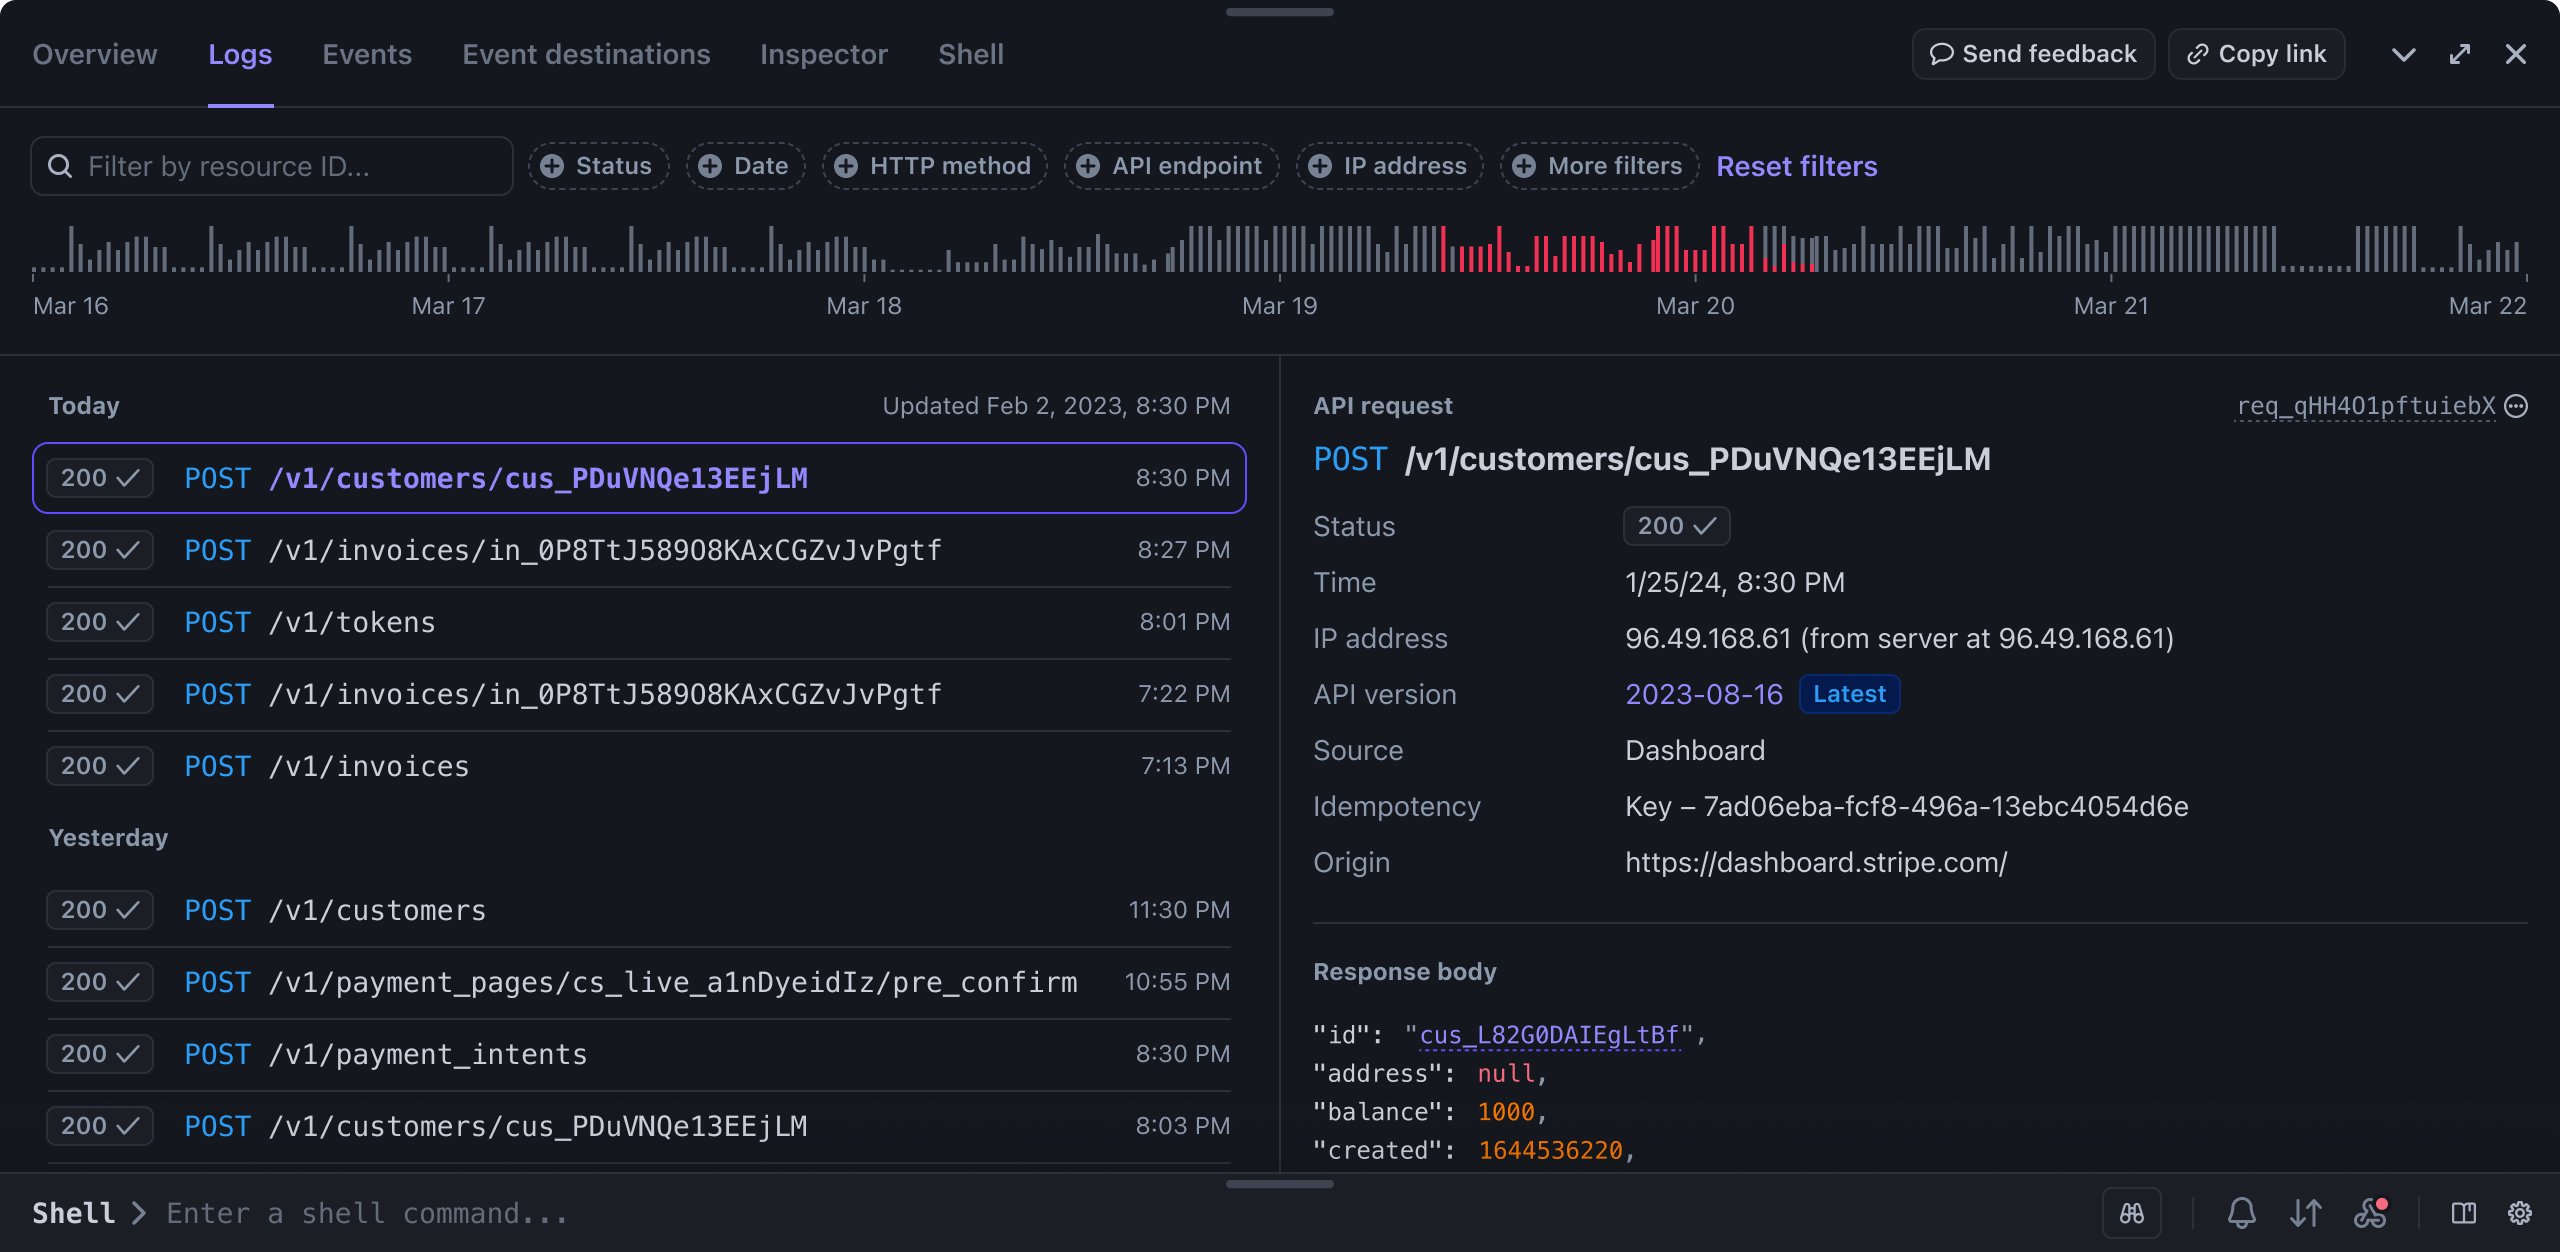 Overview Logs Events Event destinations Inspector Shell Send feedback Copy link
Filter by resource ID... Status Date HTTP method API endpoint IP address More filters Reset filters
Mar 16 Mar 17 Mar 18 Mar 19 Mar 20 Mar 21 Mar 22
Today Updated Feb 2, 2023, 8:30 PM
200 POST /v1/customers/cus_PDuVNQe13EEjLM 8:30 PM
200 POST /v1/invoices/in_0P8TtJ589O8KAxCGZvJvPgtf 8:27 PM
200 POST /v1/tokens 8:01 PM
200 POST /v1/invoices/in_0P8TtJ589O8KAxCGZvJvPgtf 7:22 PM
200 POST /v1/invoices 7:13 PM
Yesterday
200 POST /v1/customers 11:30 PM
200 POST /v1/payment_pages/cs_live_a1nDyeidIz/pre_confirm 10:55 PM
200 POST /v1/payment_intents 8:30 PM
200 POST /v1/customers/cus_PDuVNQe13EEjLM 8:03 PM
API request req_qHH4O1pftuiebX
POST /v1/customers/cus_PDuVNQe13EEjLM
Status 200
Time 1/25/24, 8:30 PM
IP address 96.49.168.61 (from server at 96.49.168.61)
API version 2023-08-16 Latest
Source Dashboard
Idempotency Key – 7ad06eba-fcf8-496a-13ebc4054d6e
Origin https://dashboard.stripe.com/
Response body
"id": "cus_L82G0DAIEgLtBf",
"address": null,
"balance": 1000,
"created": 1644536220,
Shell Enter a shell command...